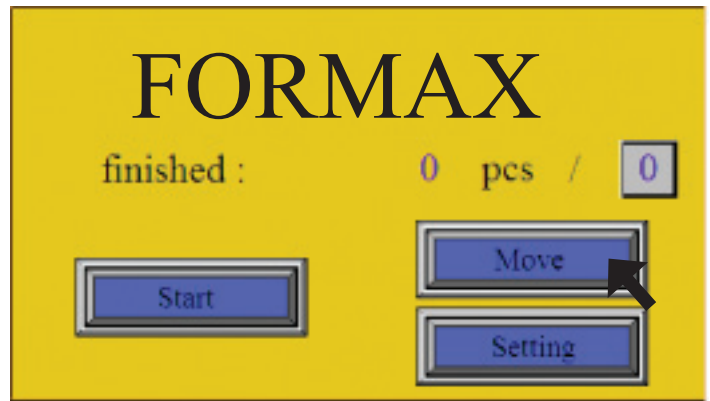 FORMAX
finished : 0 pcs / 0
Move
Start
Setting